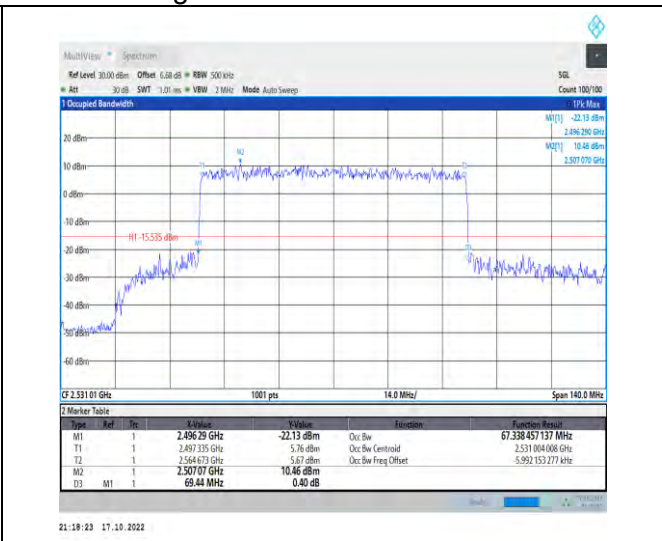 MultiView Spectrum
Ref Level 30.00 dBm Offset 6.68 dB RBW 500 kHz SGL
Att 30 dB SWT 1.01 ms VBW 2 MHz Mode Auto Sweep Count 100/100
1 Occupied Bandwidth 1Pk Max
M1[1] -22.13 dBm
2.496 290 GHz
20 dBm M2[1] 10.46 dBm
M2 2.507 070 GHz
10 dBm
0 dBm
-10 dBm
H1 -15.535 dBm
M1
-20 dBm
-30 dBm
-40 dBm
-50 dBm
-60 dBm
CF 2.531 01 GHz 1001 pts 14.0 MHz/ Span 140.0 MHz
2 Marker Table
Type Ref Trc X-Value Y-Value Function Function Result
M1 1 2.496 29 GHz -22.13 dBm Occ Bw 67.338 457 137 MHz
T1 1 2.497 335 GHz 5.76 dBm Occ Bw Centroid 2.531 004 008 GHz
T2 1 2.564 673 GHz 5.67 dBm Occ Bw Freq Offset -5.992 153 277 kHz
M2 1 2.507 07 GHz 10.46 dBm
D3 M1 1 69.44 MHz 0.40 dB
21:18:23 17.10.2022